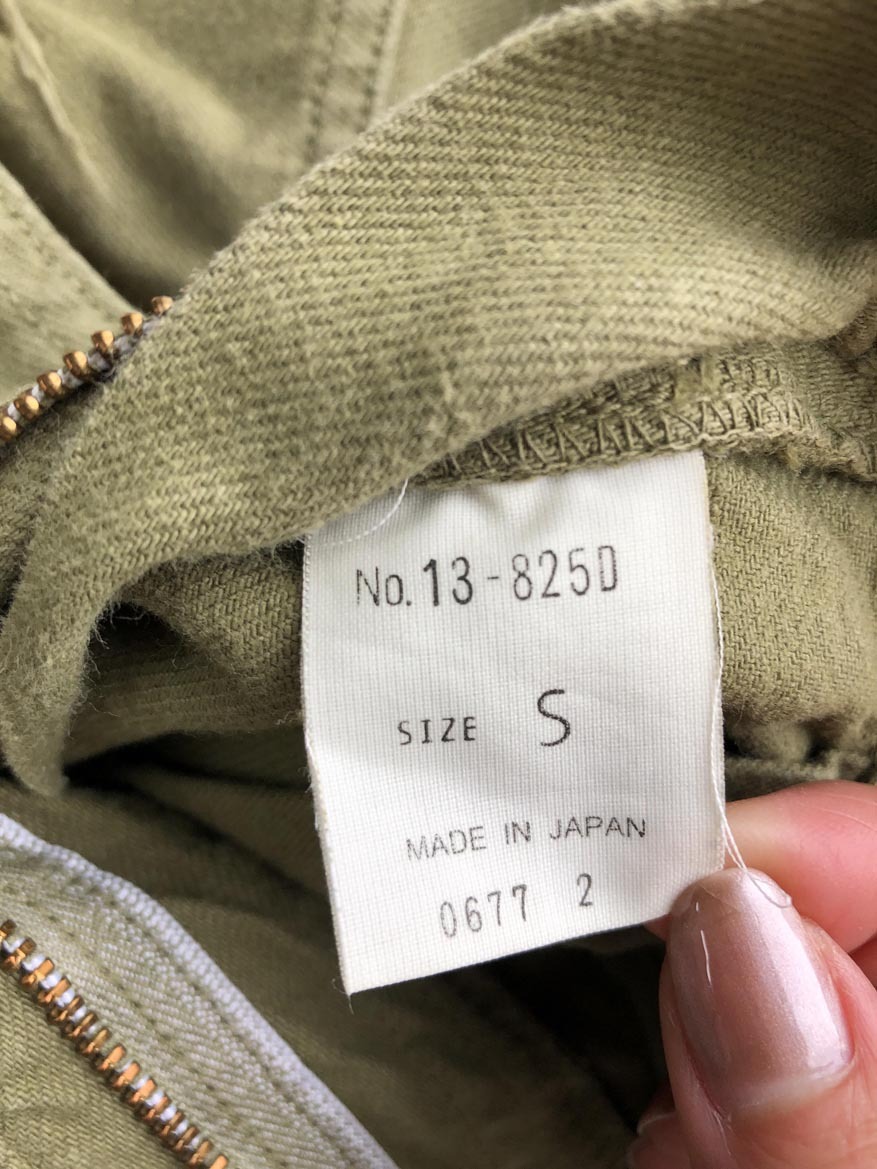 No. 13-825D
SIZE S
MADE IN JAPAN
0677 2